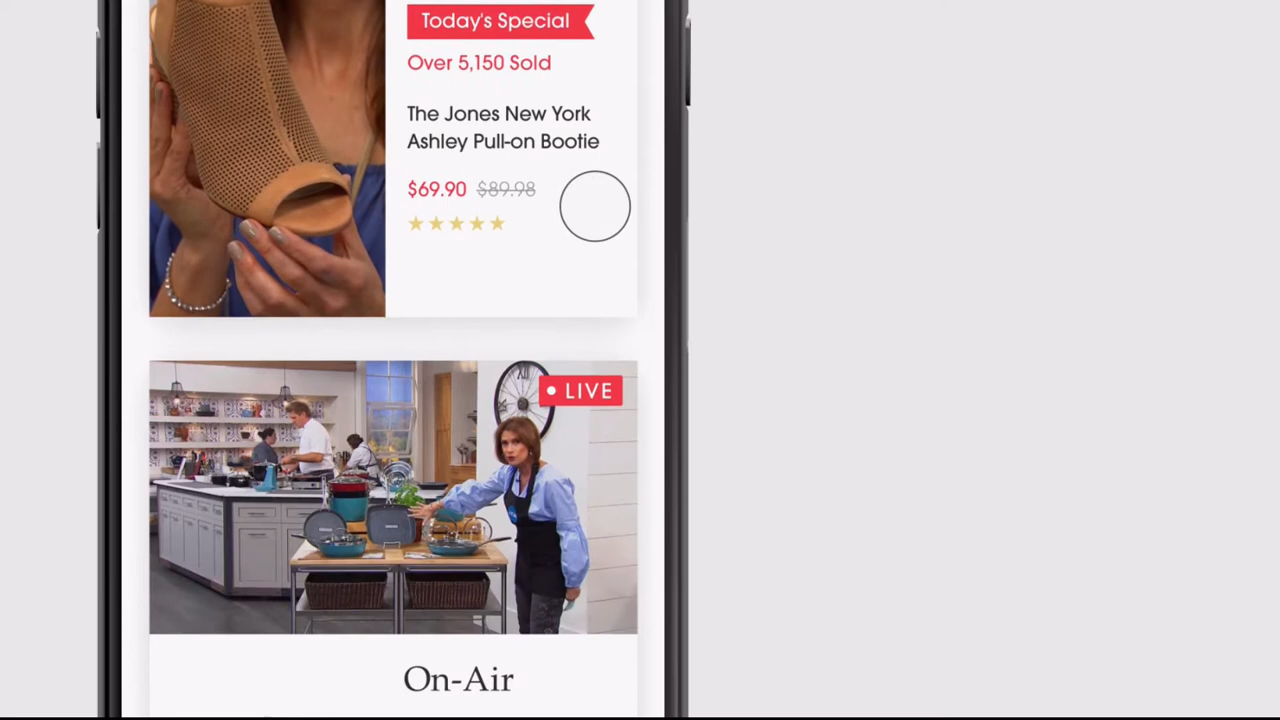 Today's Special
Over 5,150 Sold
The Jones New York
Ashley Pull-on Bootie
$69.90 $89.98
LIVE
On-Air